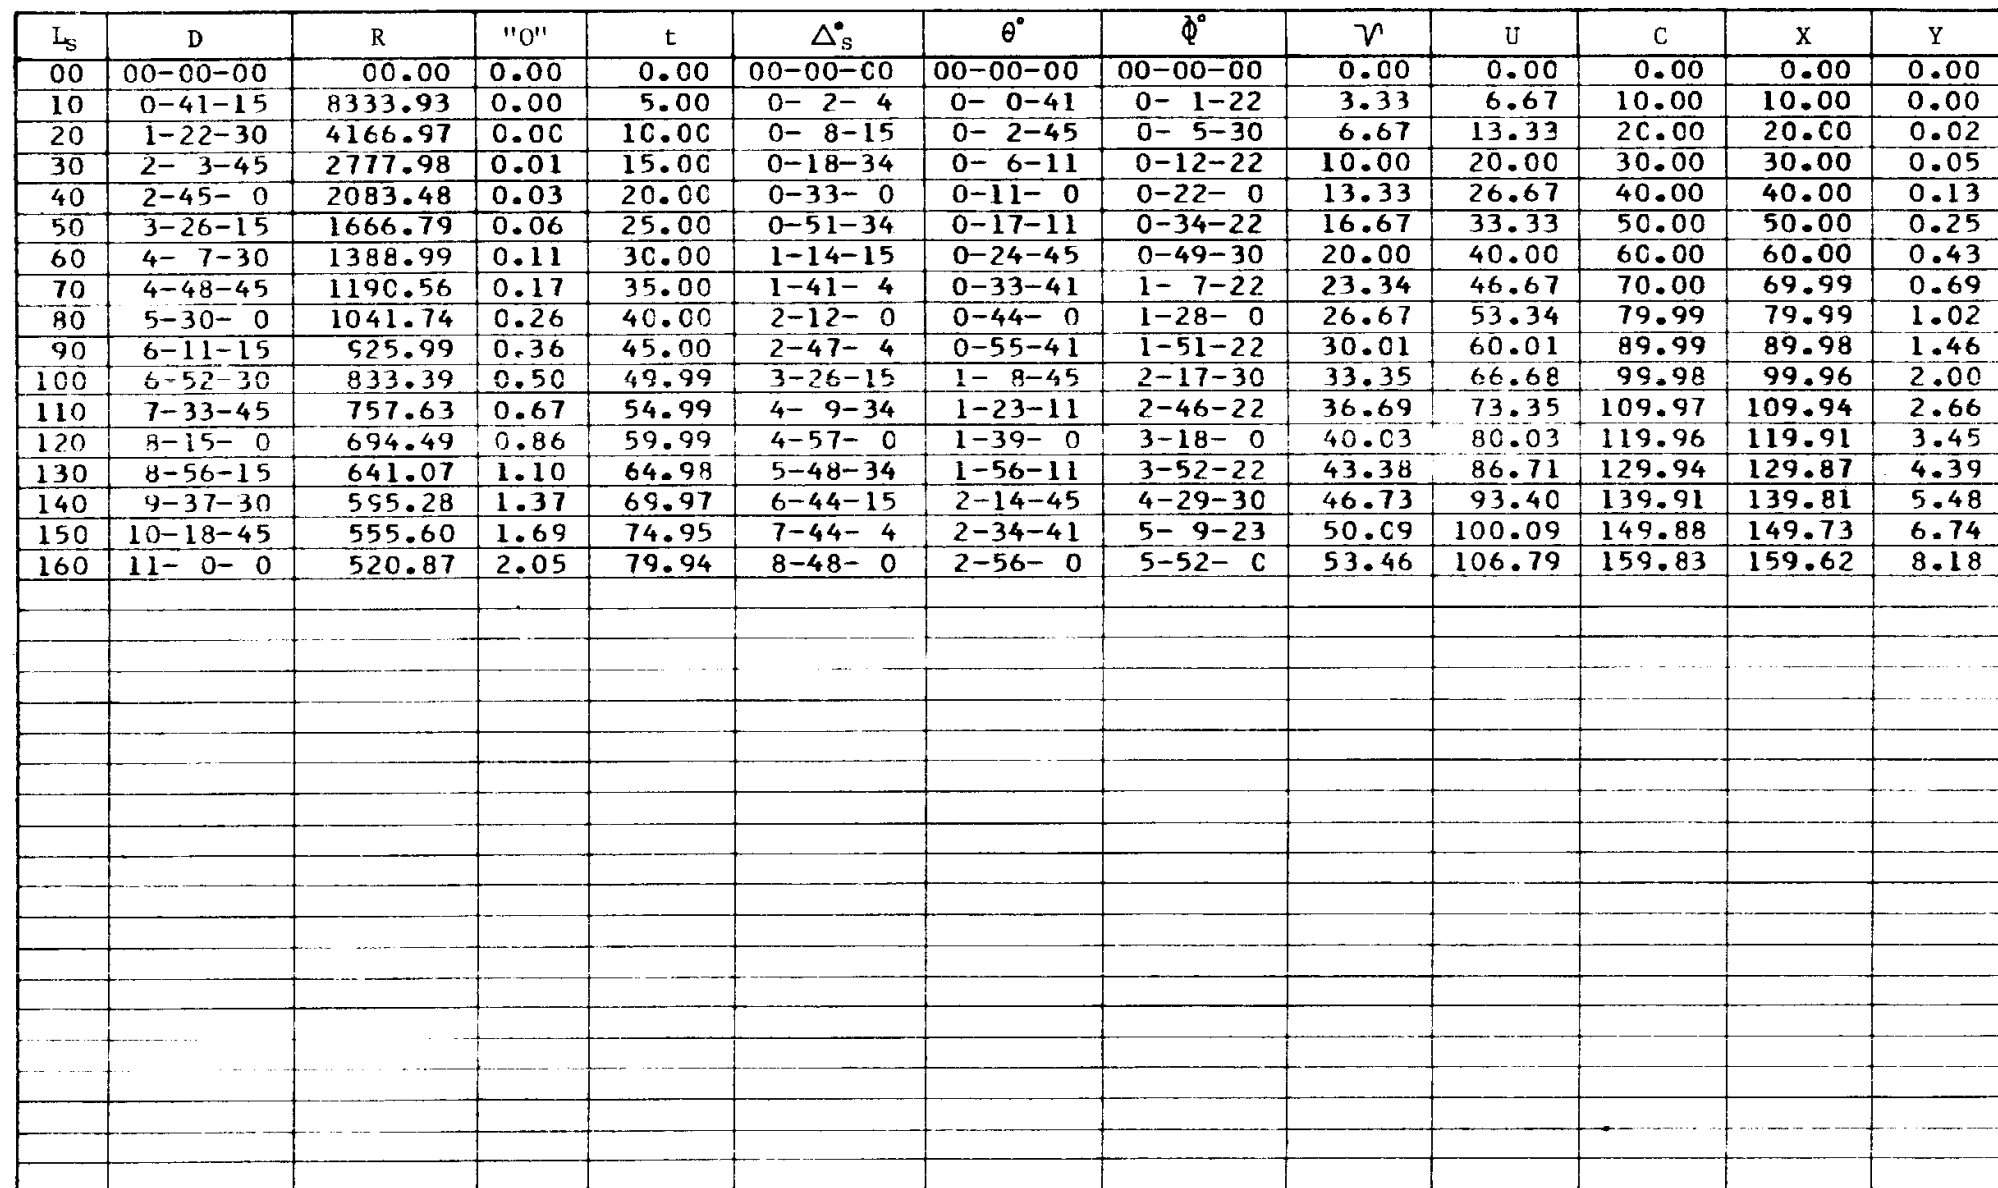 Ls D R "O" t Δ°s θ° Φ° V U C X Y
00 00-00-00 00.00 0.00 0.00 00-00-00 00-00-00 00-00-00 0.00 0.00 0.00 0.00 0.00
10 0-41-15 8333.93 0.00 5.00 0- 2- 4 0- 0-41 0- 1-22 3.33 6.67 10.00 10.00 0.00
20 1-22-30 4166.97 0.00 10.00 0- 8-15 0- 2-45 0- 5-30 6.67 13.33 20.00 20.00 0.02
30 2- 3-45 2777.98 0.01 15.00 0-18-34 0- 6-11 0-12-22 10.00 20.00 30.00 30.00 0.05
40 2-45- 0 2083.48 0.03 20.00 0-33- 0 0-11- 0 0-22- 0 13.33 26.67 40.00 40.00 0.13
50 3-26-15 1666.79 0.06 25.00 0-51-34 0-17-11 0-34-22 16.67 33.33 50.00 50.00 0.25
60 4- 7-30 1388.99 0.11 30.00 1-14-15 0-24-45 0-49-30 20.00 40.00 60.00 60.00 0.43
70 4-48-45 1190.56 0.17 35.00 1-41- 4 0-33-41 1- 7-22 23.34 46.67 70.00 69.99 0.69
80 5-30- 0 1041.74 0.26 40.00 2-12- 0 0-44- 0 1-28- 0 26.67 53.34 79.99 79.99 1.02
90 6-11-15 925.99 0.36 45.00 2-47- 4 0-55-41 1-51-22 30.01 60.01 89.99 89.98 1.46
100 6-52-30 833.39 0.50 49.99 3-26-15 1- 8-45 2-17-30 33.35 66.68 99.98 99.96 2.00
110 7-33-45 757.63 0.67 54.99 4- 9-34 1-23-11 2-46-22 36.69 73.35 109.97 109.94 2.66
120 8-15- 0 694.49 0.86 59.99 4-57- 0 1-39- 0 3-18- 0 40.03 80.03 119.96 119.91 3.45
130 8-56-15 641.07 1.10 64.98 5-48-34 1-56-11 3-52-22 43.38 86.71 129.94 129.87 4.39
140 9-37-30 595.28 1.37 69.97 6-44-15 2-14-45 4-29-30 46.73 93.40 139.91 139.81 5.48
150 10-18-45 555.60 1.69 74.95 7-44- 4 2-34-41 5- 9-23 50.09 100.09 149.88 149.73 6.74
160 11- 0- 0 520.87 2.05 79.94 8-48- 0 2-56- 0 5-52- 0 53.46 106.79 159.83 159.62 8.18